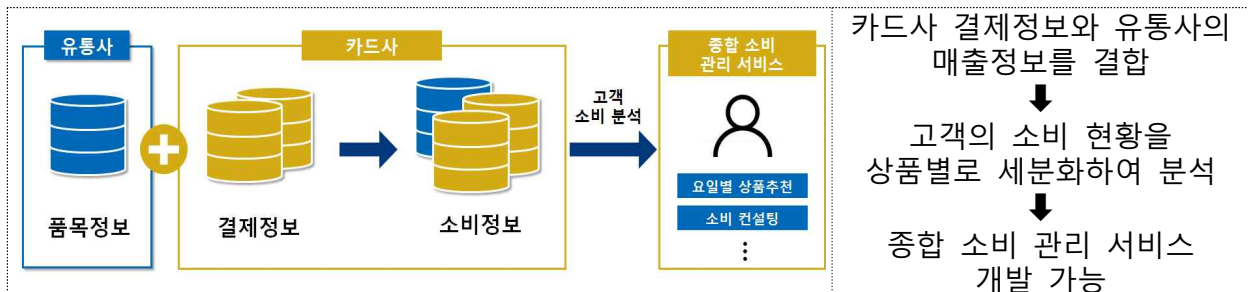 유통사
카드사
종합 소비
관리 서비스
고객
소비 분석
품목정보
결제정보
소비정보
요일별 상품추천
소비 컨설팅
카드사 결제정보와 유통사의
매출정보를 결합
고객의 소비 현황을
상품별로 세분화하여 분석
종합 소비 관리 서비스
개발 가능